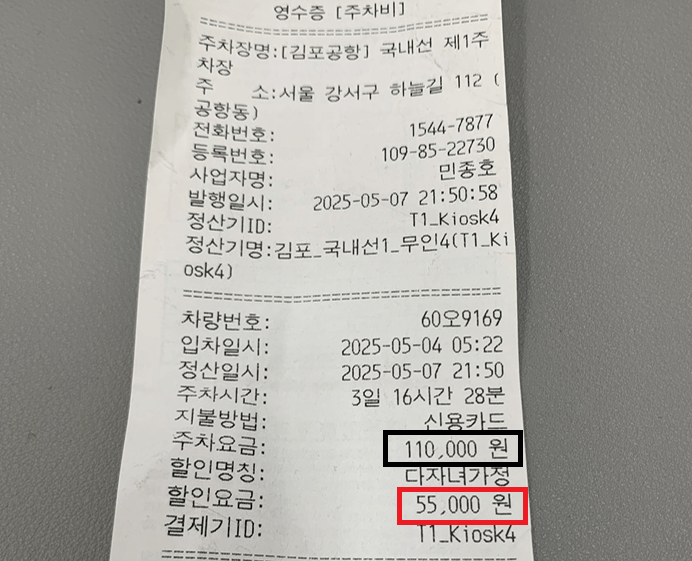 영수증 [주차비]
주차장명:[김포공항] 국내선 제1주
차장
주 소:서울 강서구 하늘길 112 (
공항동)
전화번호: 1544-7877
등록번호: 109-85-22730
사업자명: 민종호
발행일시: 2025-05-07 21:50:58
정산기ID: T1_Kiosk4
정산기명:김포_국내선1_무인4(T1_Ki
osk4)
차량번호: 60오9169
입차일시: 2025-05-04 05:22
정산일시: 2025-05-07 21:50
주차시간: 3일 16시간 28분
지불방법: 신용카드
주차요금: 110,000 원
할인명칭: 다자녀가정
할인요금: 55,000 원
결제기ID: T1_Kiosk4